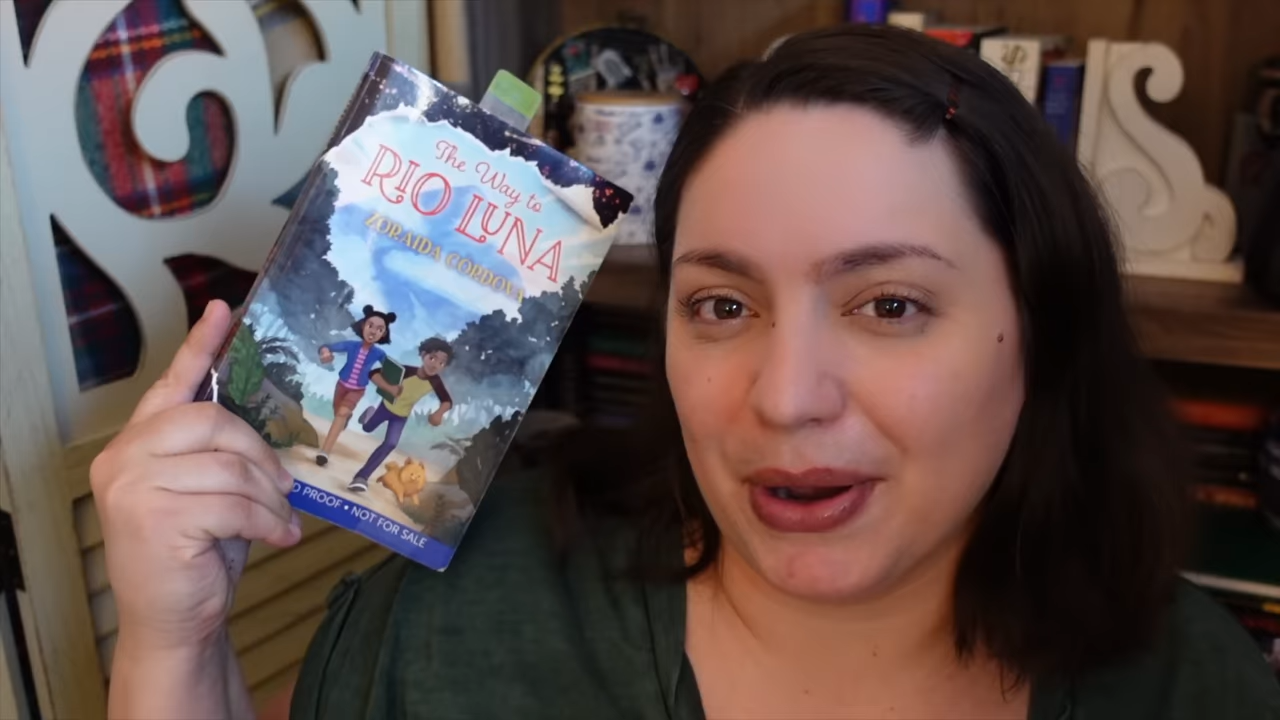 The Way to
RIO LUNA
ZORAIDA CÓRDOVA
PROOF • NOT FOR SALE